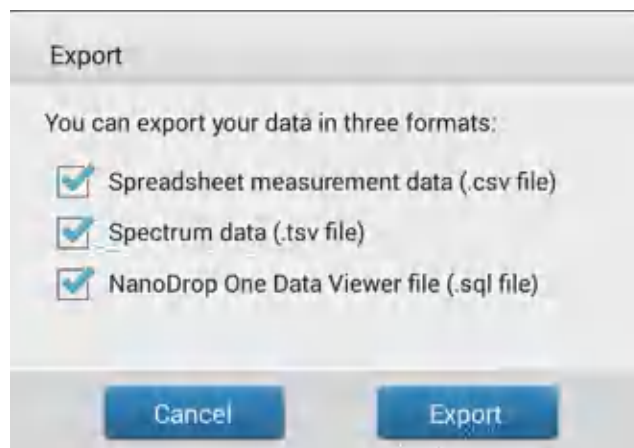 Export
You can export your data in three formats:
Spreadsheet measurement data (.csv file)
Spectrum data (.tsv file)
NanoDrop One Data Viewer file (.sql file)
Cancel Export